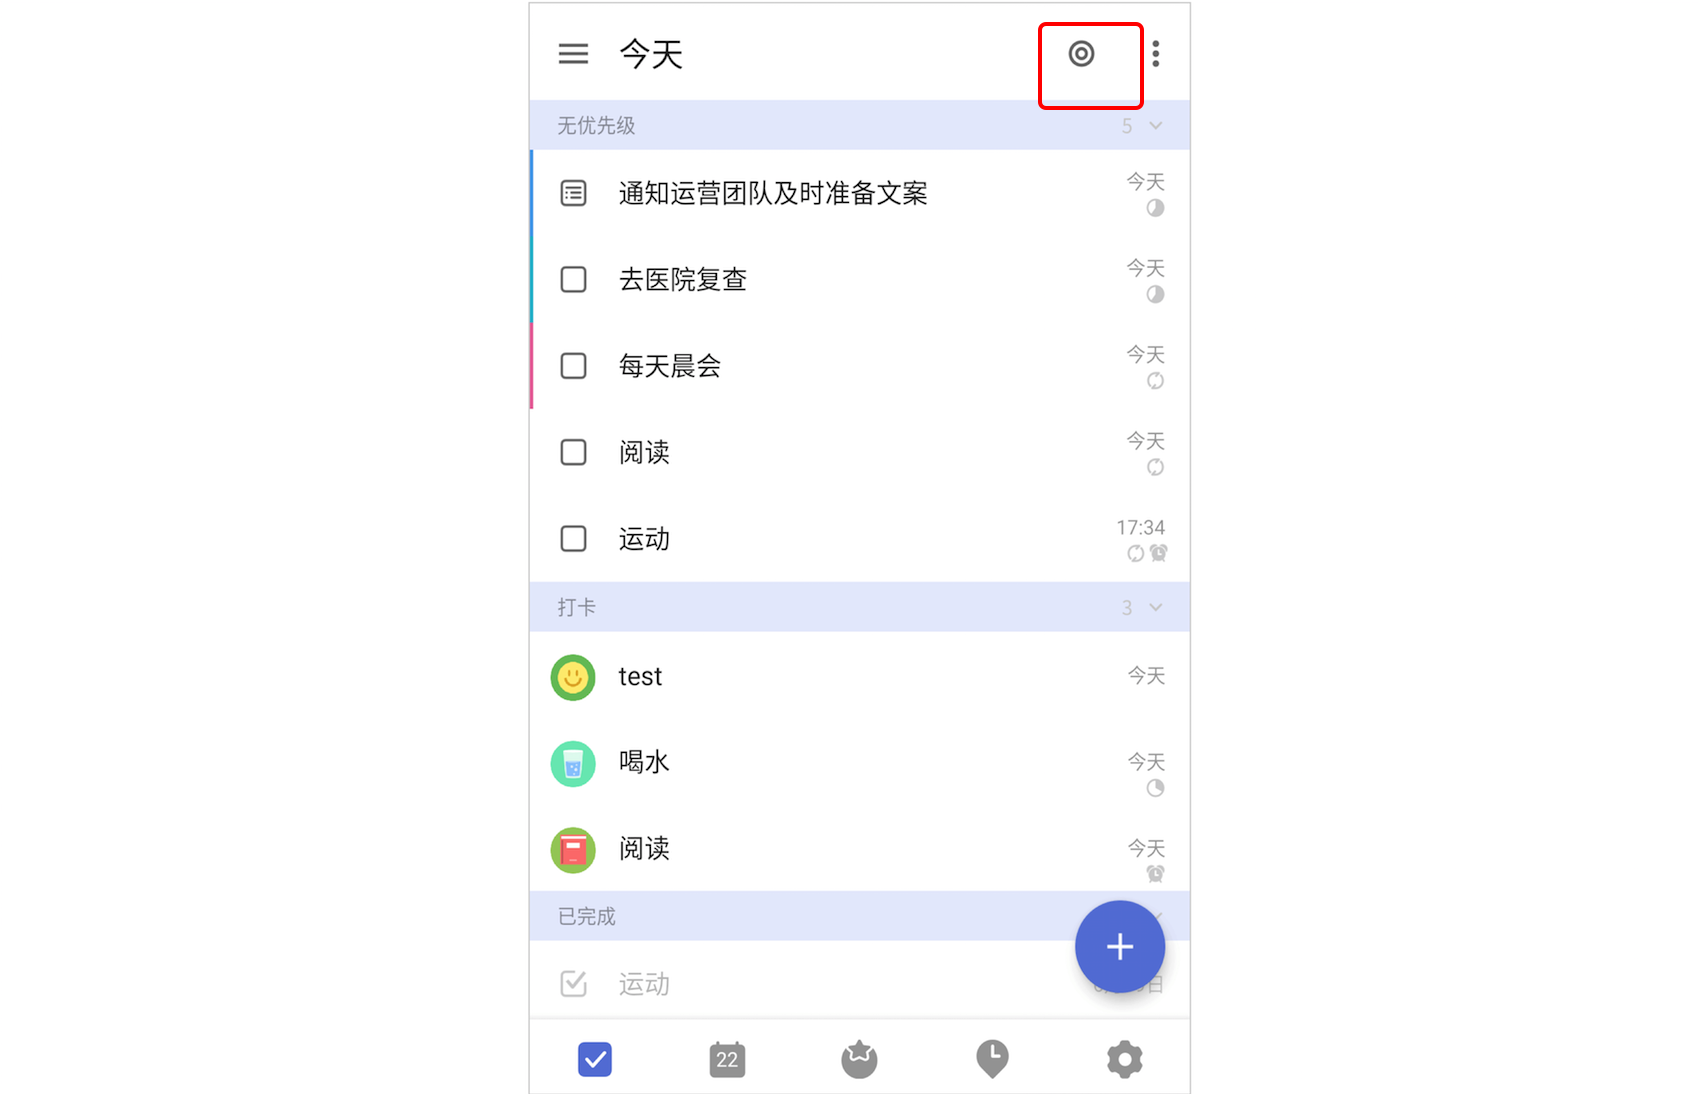 今天
无优先级 5
通知运营团队及时准备文案 今天
去医院复查 今天
每天晨会 今天
阅读 今天
运动 17:34
打卡 3
test 今天
喝水 今天
阅读 今天
已完成
运动 日
22